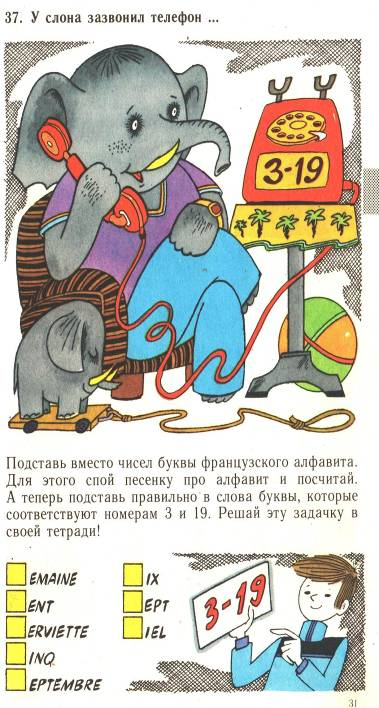 37. У слона зазвонил телефон ...
3-19
Подставь вместо чисел буквы французского алфавита.
Для этого спой песенку про алфавит и посчитай.
А теперь подставь правильно в слова буквы, которые
соответствуют номерам 3 и 19. Решай эту задачку в
своей тетради!
EMAINE
IX
ENT
EPT
ERVIETTE
IEL
INQ
EPTEMBRE
3-19
31